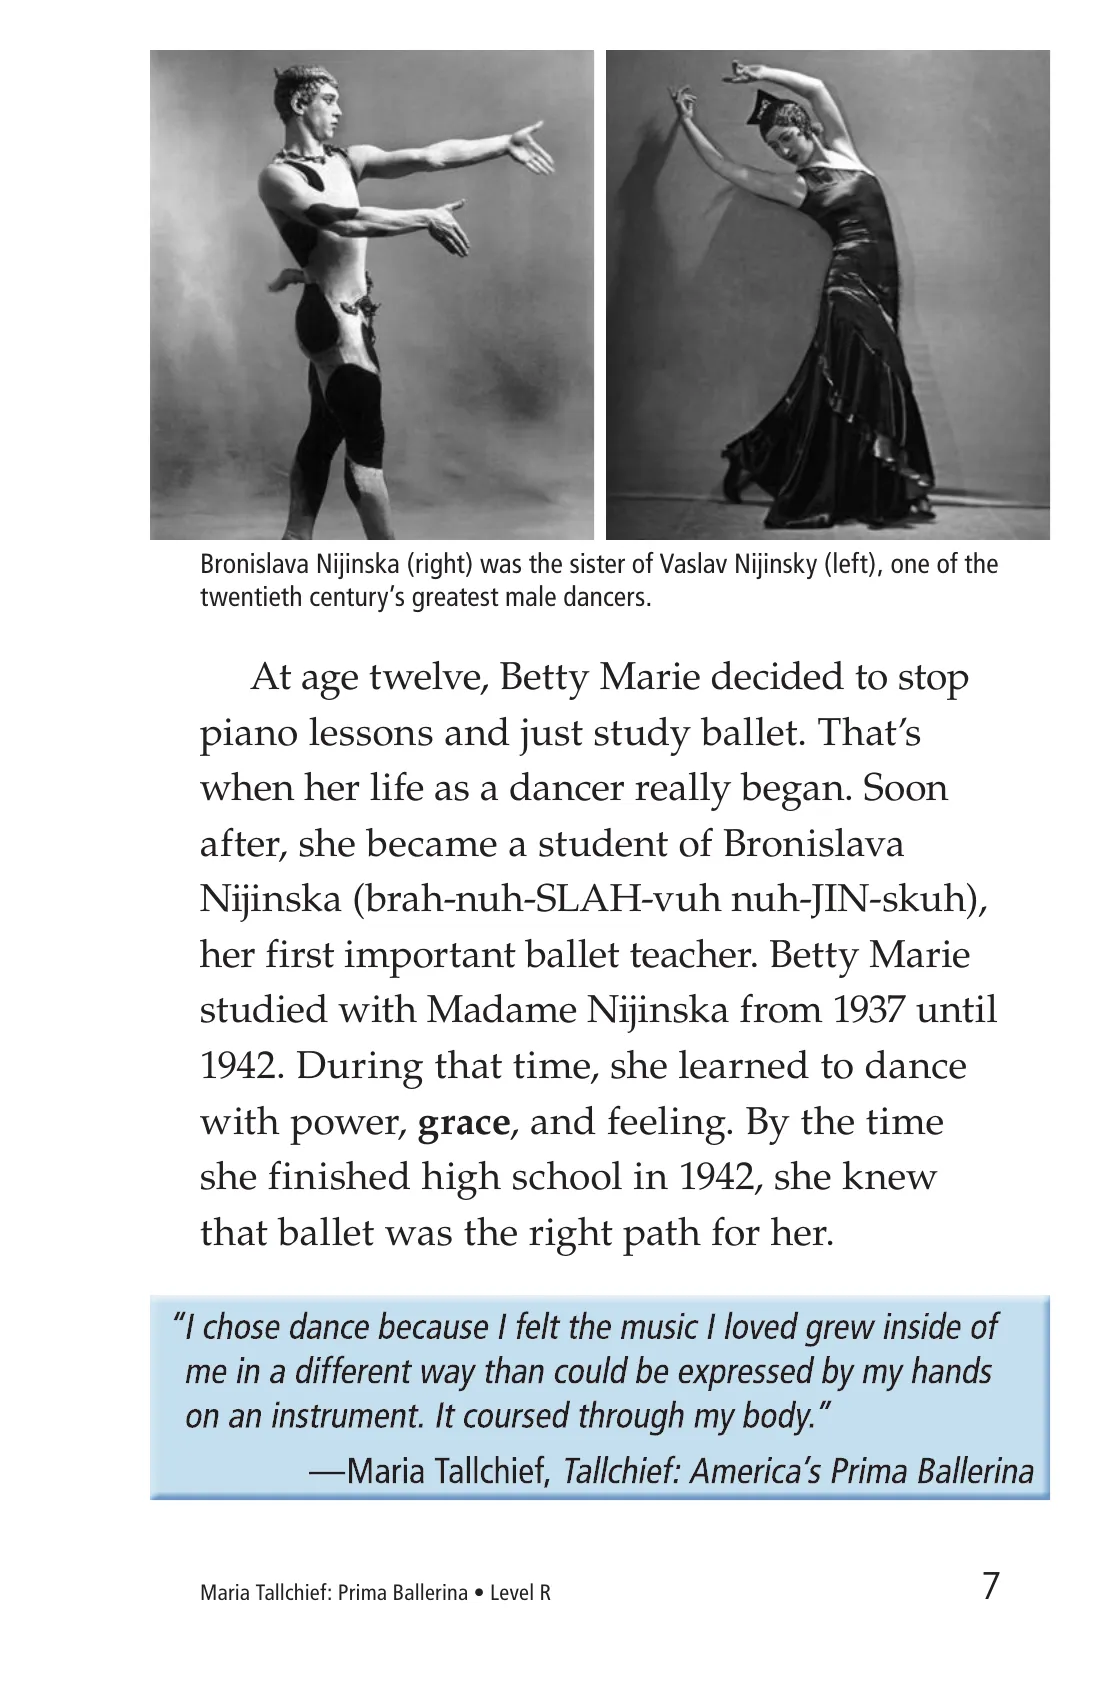 Bronislava Nijinska (right) was the sister of Vaslav Nijinsky (left), one of the
twentieth century’s greatest male dancers.
At age twelve, Betty Marie decided to stop
piano lessons and just study ballet. That’s
when her life as a dancer really began. Soon
after, she became a student of Bronislava
Nijinska (brah-nuh-SLAH-vuh nuh-JIN-skuh),
her first important ballet teacher. Betty Marie
studied with Madame Nijinska from 1937 until
1942. During that time, she learned to dance
with power, grace, and feeling. By the time
she finished high school in 1942, she knew
that ballet was the right path for her.
“I chose dance because I felt the music I loved grew inside of
me in a different way than could be expressed by my hands
on an instrument. It coursed through my body.”
—Maria Tallchief, Tallchief: America’s Prima Ballerina
Maria Tallchief: Prima Ballerina • Level R 7